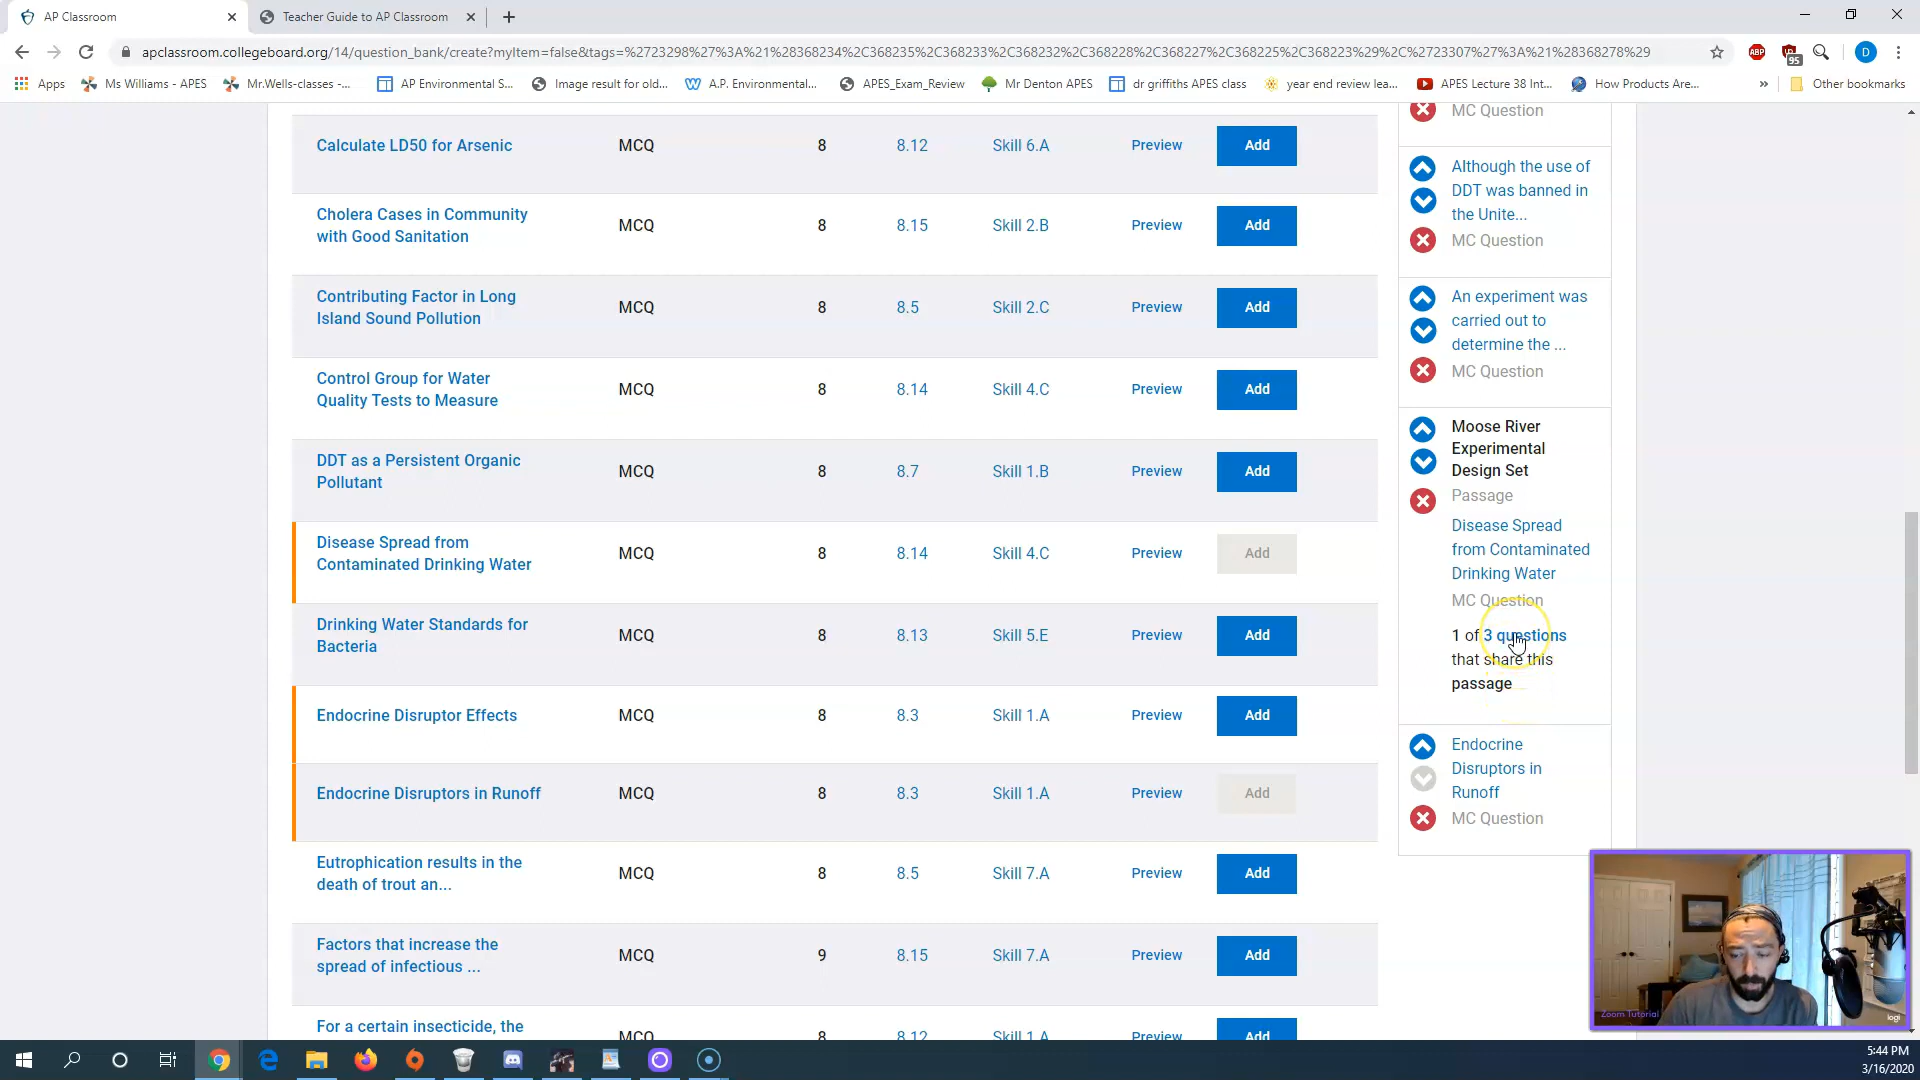 AP Classroom
Teacher Guide to AP Classroom
apclassroom.collegeboard.org/14/question_bank/create?myItem=false&tags=%2723298%27%3A%21%28368234%2C368235%2C368233%2C368232%2C368228%2C368227%2C368225%2C368223%29%2C%2723307%27%3A%21%28368278%29
ABP
95
D
Apps
Ms Williams - APES
Mr.Wells-classes -...
AP Environmental S...
Image result for old...
A.P. Environmental...
APES_Exam_Review
Mr Denton APES
dr griffiths APES class
year end review lea...
APES Lecture 38 Int...
How Products Are...
»
Other bookmarks
Calculate LD50 for Arsenic MCQ 8 8.12 Skill 6.A Preview Add
Cholera Cases in Community
with Good Sanitation
MCQ 8 8.15 Skill 2.B Preview Add
Contributing Factor in Long
Island Sound Pollution
MCQ 8 8.5 Skill 2.C Preview Add
Control Group for Water
Quality Tests to Measure
MCQ 8 8.14 Skill 4.C Preview Add
DDT as a Persistent Organic
Pollutant
MCQ 8 8.7 Skill 1.B Preview Add
Disease Spread from
Contaminated Drinking Water
MCQ 8 8.14 Skill 4.C Preview Add
Drinking Water Standards for
Bacteria
MCQ 8 8.13 Skill 5.E Preview Add
Endocrine Disruptor Effects MCQ 8 8.3 Skill 1.A Preview Add
Endocrine Disruptors in Runoff MCQ 8 8.3 Skill 1.A Preview Add
Eutrophication results in the
death of trout an...
MCQ 8 8.5 Skill 7.A Preview Add
Factors that increase the
spread of infectious ...
MCQ 9 8.15 Skill 7.A Preview Add
For a certain insecticide, the
MCQ 8 8.12 Skill 1.A Preview Add
MC Question
Although the use of
DDT was banned in
the Unite...
MC Question
An experiment was
carried out to
determine the ...
MC Question
Moose River
Experimental
Design Set
Passage
Disease Spread
from Contaminated
Drinking Water
MC Question
1 of 3 questions
that share this
passage
Endocrine
Disruptors in
Runoff
MC Question
Zoom Tutorial
logi
5:44 PM
3/16/2020